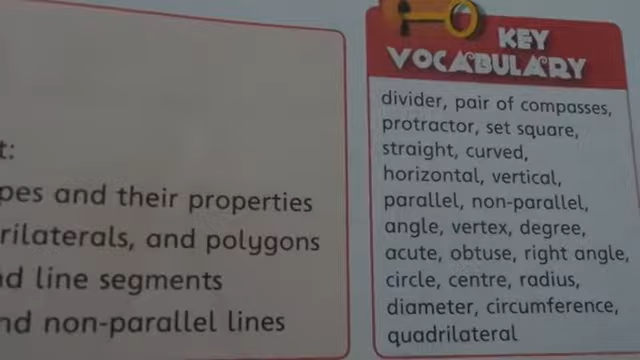 t:
pes and their properties
rilaterals, and polygons
nd line segments
nd non-parallel lines
KEY
VOCABULARY
divider, pair of compasses,
protractor, set square,
straight, curved,
horizontal, vertical,
parallel, non-parallel,
angle, vertex, degree,
acute, obtuse, right angle,
circle, centre, radius,
diameter, circumference,
quadrilateral